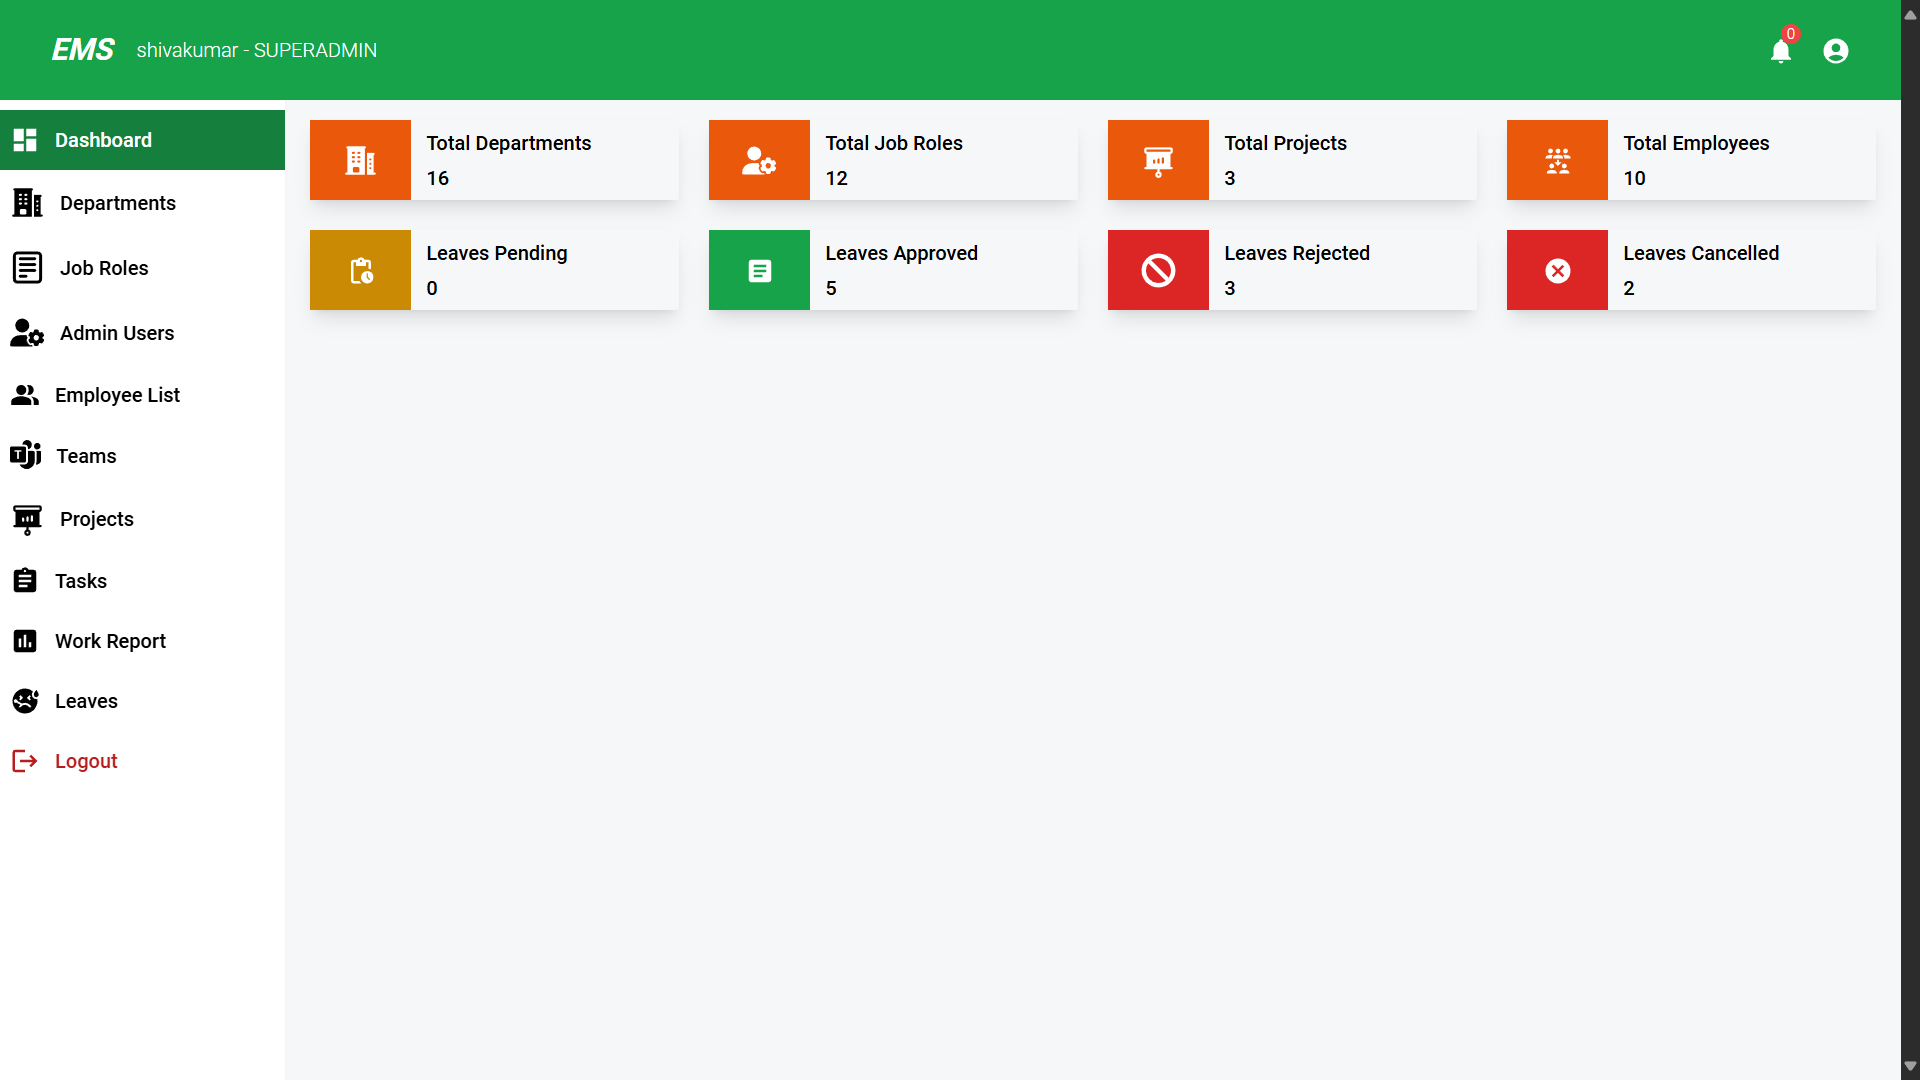 EMS shivakumar - SUPERADMIN
0
Dashboard
Departments
Job Roles
Admin Users
Employee List
Teams
Projects
Tasks
Work Report
Leaves
Logout
Total Departments
16
Total Job Roles
12
Total Projects
3
Total Employees
10
Leaves Pending
0
Leaves Approved
5
Leaves Rejected
3
Leaves Cancelled
2